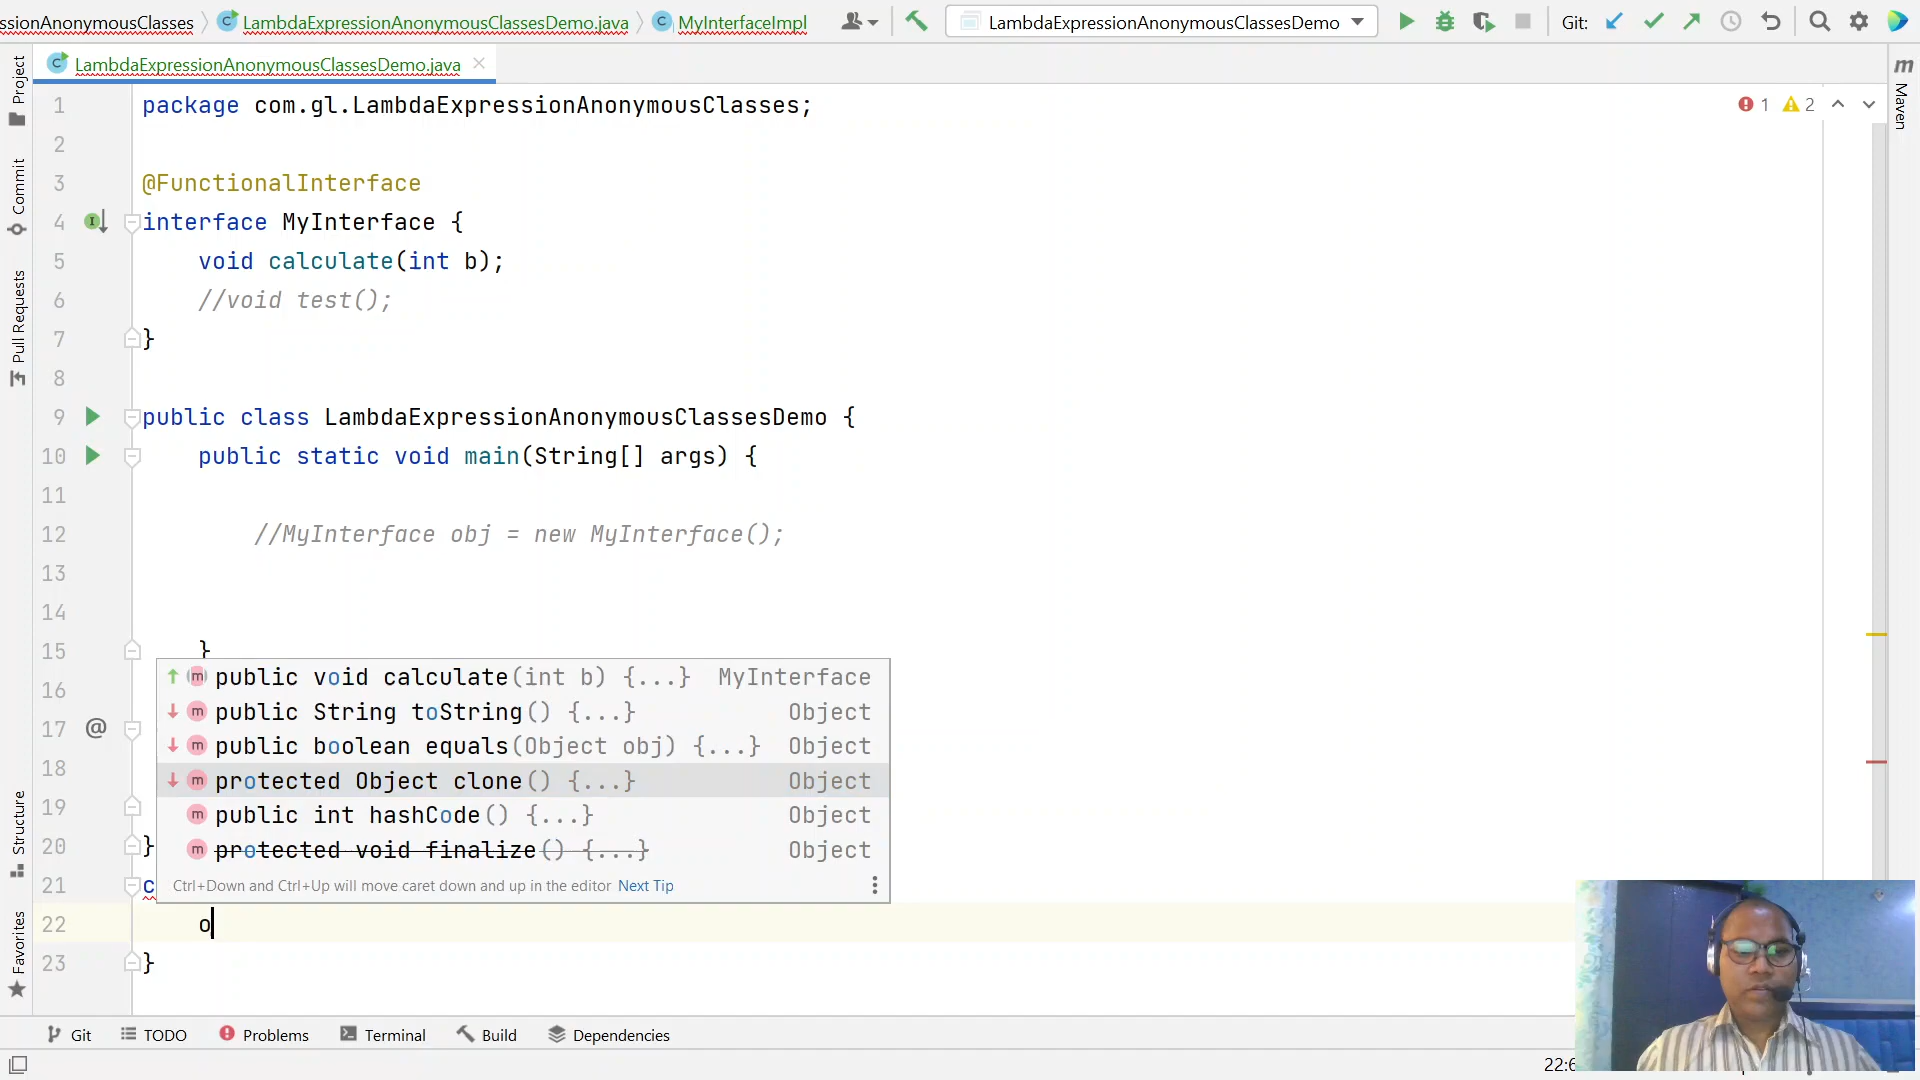 ssionAnonymousClasses
LambdaExpressionAnonymousClassesDemo.java
MyInterfaceImpl
LambdaExpressionAnonymousClassesDemo
Git:
LambdaExpressionAnonymousClassesDemo.java
Project
Commit
Pull Requests
Structure
Favorites
m
Maven
1
2
1 package com.gl.LambdaExpressionAnonymousClasses;
2
3 @FunctionalInterface
4 interface MyInterface {
5 void calculate(int b);
6 //void test();
7 }
8
9 public class LambdaExpressionAnonymousClassesDemo {
10 public static void main(String[] args) {
11
12 //MyInterface obj = new MyInterface();
13
14
15 }
16
17 @
18
19
20 }
21 c
22 o
23 }
public void calculate(int b) {...} MyInterface
public String toString() {...} Object
public boolean equals(Object obj) {...} Object
protected Object clone() {...} Object
public int hashCode() {...} Object
protected void finalize() {...} Object
Ctrl+Down and Ctrl+Up will move caret down and up in the editor Next Tip
Git
TODO
Problems
Terminal
Build
Dependencies
22:6